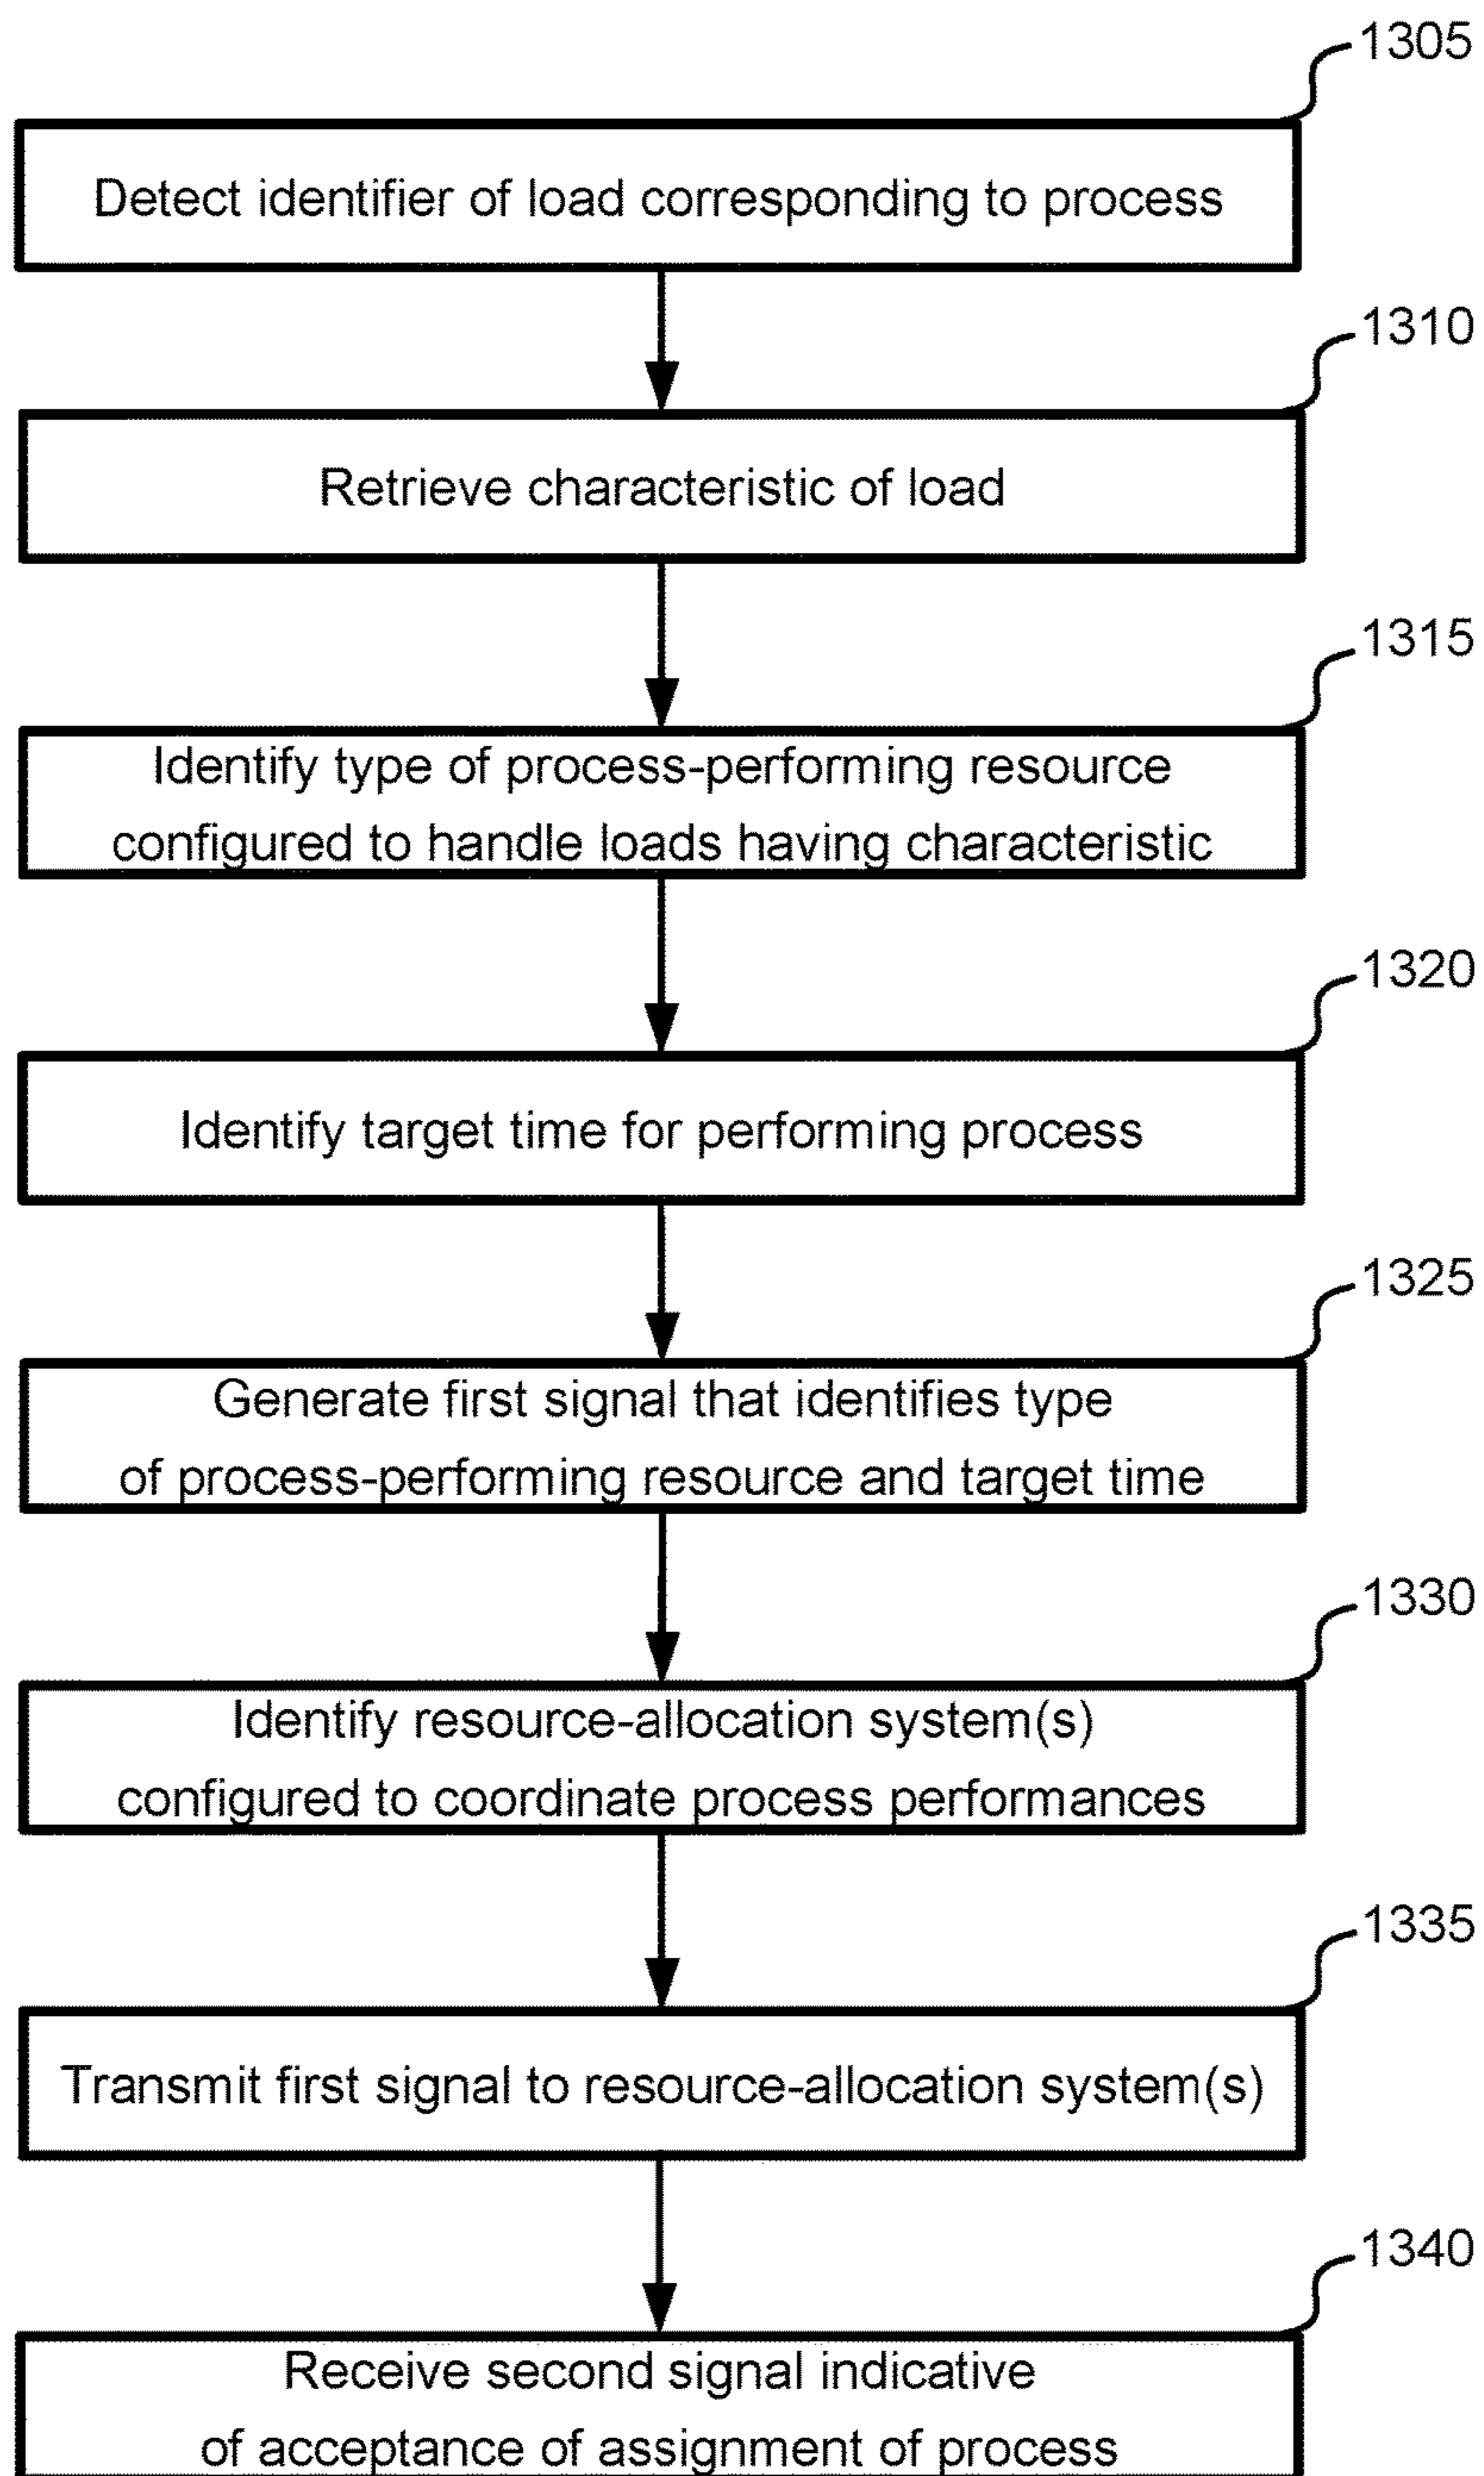 1305
Detect identifier of load corresponding to process
1310
Retrieve characteristic of load
1315
Identify type of process-performing resource
configured to handle loads having characteristic
1320
Identify target time for performing process
1325
Generate first signal that identifies type
of process-performing resource and target time
1330
Identify resource-allocation system(s)
configured to coordinate process performances
1335
Transmit first signal to resource-allocation system(s)
1340
Receive second signal indicative
of acceptance of assignment of process